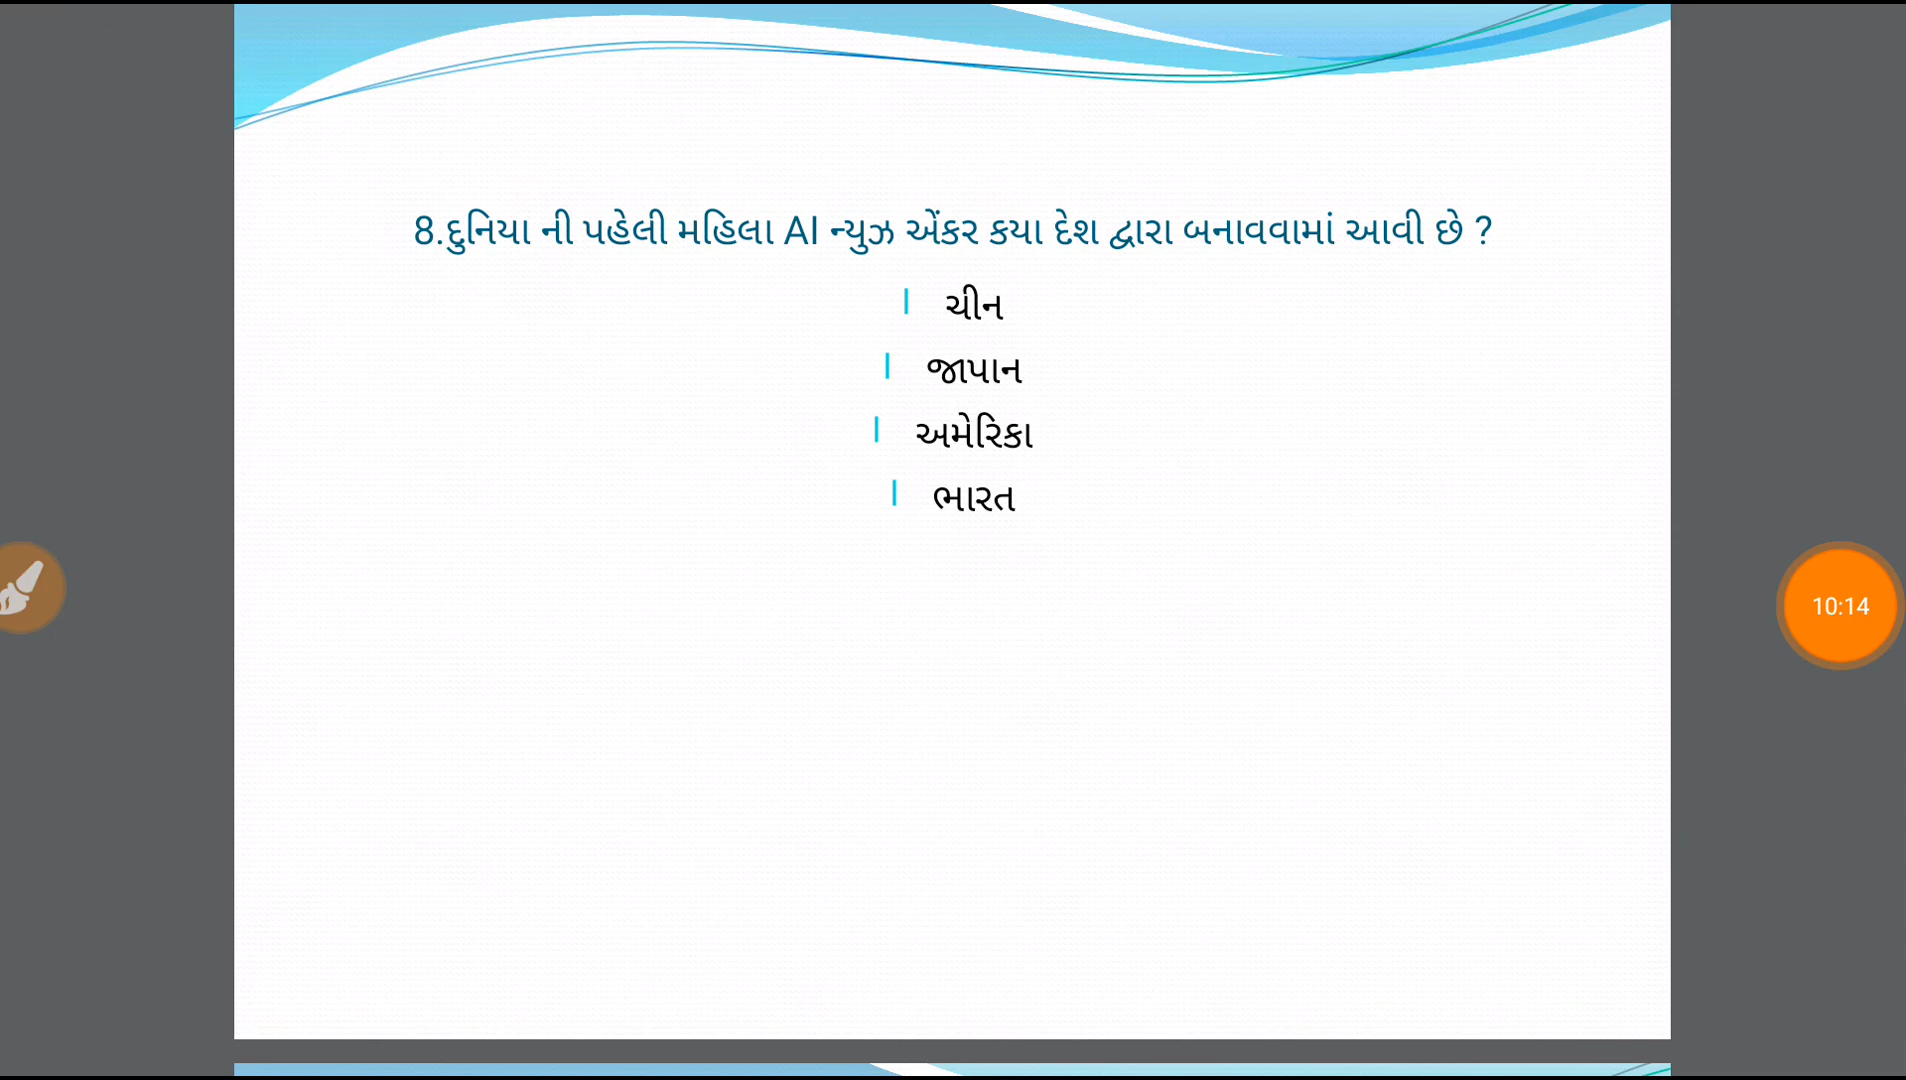 8.દુનિયા ની પહેલી મહિલા AI ન્યુઝ એંકર કયા દેશ દ્વારા બનાવવામાં આવી છે ?
ચીન
જાપાન
અમેરિકા
ભારત
10:14